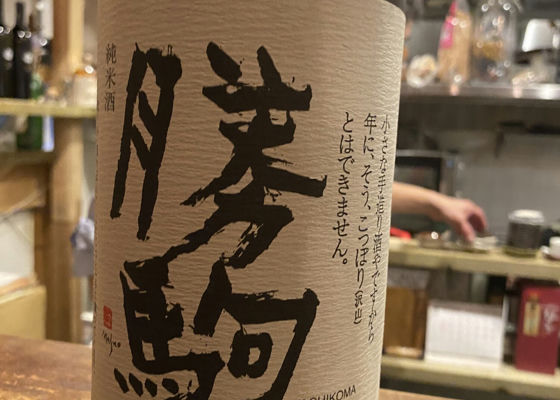 小さな手造り酒やですから
年に、そう、こっぽり(沢山)
とはできません。
勝駒
純米酒